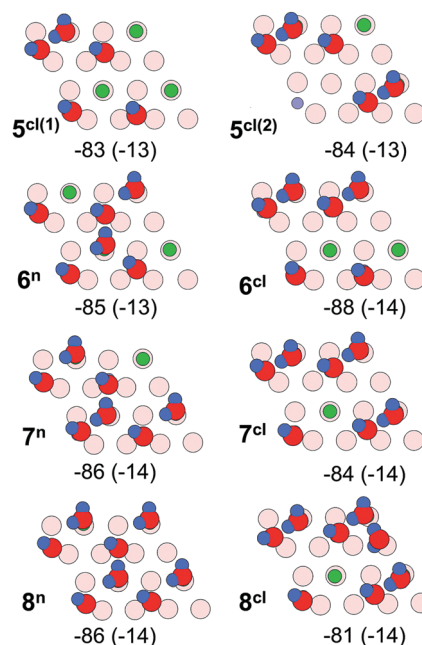 5cl(1)
-83 (-13)
5cl(2)
-84 (-13)
6n
-85 (-13)
6cl
-88 (-14)
7n
-86 (-14)
7cl
-84 (-14)
8n
-86 (-14)
8cl
-81 (-14)